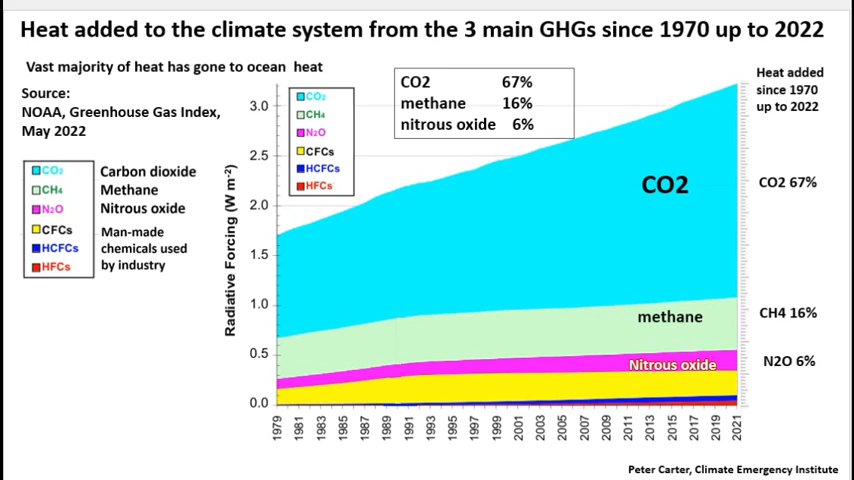 Heat added to the climate system from the 3 main GHGs since 1970 up to 2022
Vast majority of heat has gone to ocean heat
Source:
NOAA, Greenhouse Gas Index,
May 2022
CO2 67%
methane 16%
nitrous oxide 6%
Heat added
since 1970
up to 2022
CO2
CH4
N2O
CFCs
HCFCs
HFCs
CO2 Carbon dioxide
CH4 Methane
N2O Nitrous oxide
CFCs Man-made
HCFCs chemicals used
HFCs by industry
Radiative Forcing (W m-2)
3.0
2.5
2.0
1.5
1.0
0.5
0.0
CO2
methane
Nitrous oxide
CO2 67%
CH4 16%
N2O 6%
1979 1981 1983 1985 1987 1989 1991 1993 1995 1997 1999 2001 2003 2005 2007 2009 2011 2013 2015 2017 2019 2021
Peter Carter, Climate Emergency Institute